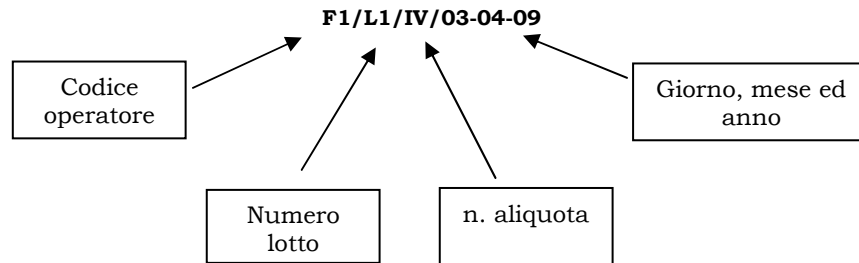 F1/L1/IV/03-04-09
Codice
operatore
Giorno, mese ed
anno
Numero
lotto
n. aliquota